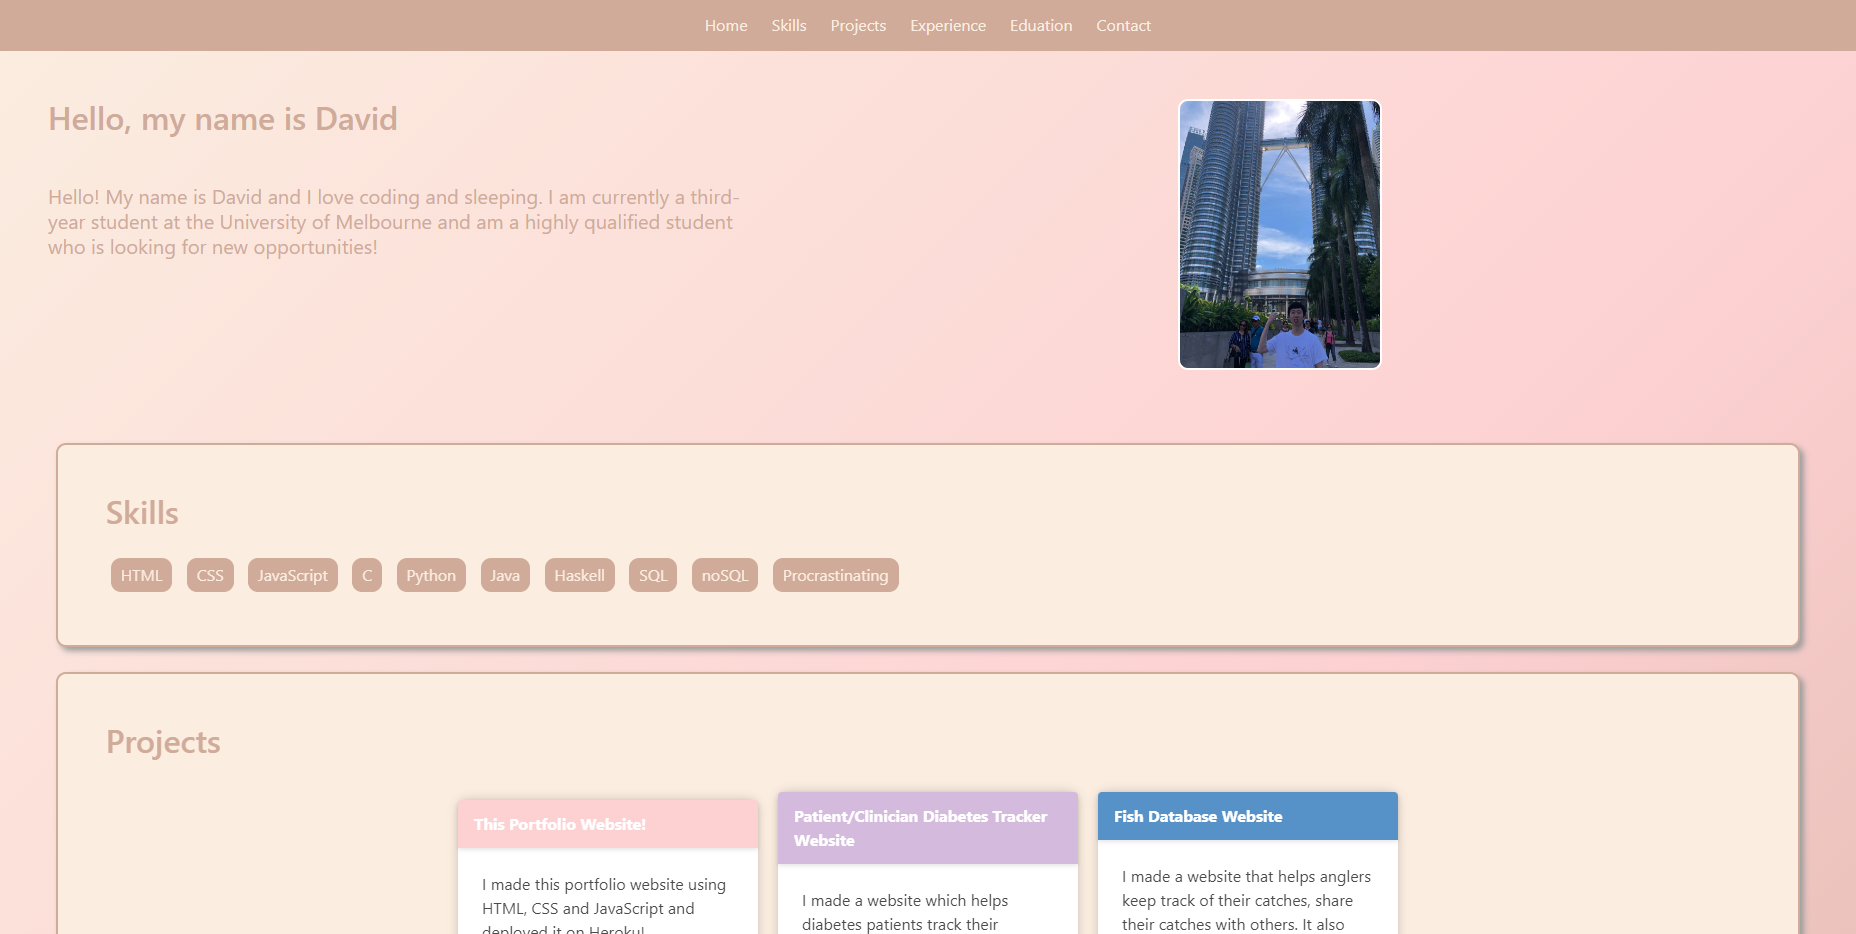 Home Skills Projects Experience Eduation Contact
Hello, my name is David
Hello! My name is David and I love coding and sleeping. I am currently a third-
year student at the University of Melbourne and am a highly qualified student
who is looking for new opportunities!
Skills
HTML CSS JavaScript C Python Java Haskell SQL noSQL Procrastinating
Projects
This Portfolio Website!
I made this portfolio website using
HTML, CSS and JavaScript and
deployed it on Heroku!
Patient/Clinician Diabetes Tracker
Website
I made a website which helps
diabetes patients track their
Fish Database Website
I made a website that helps anglers
keep track of their catches, share
their catches with others. It also